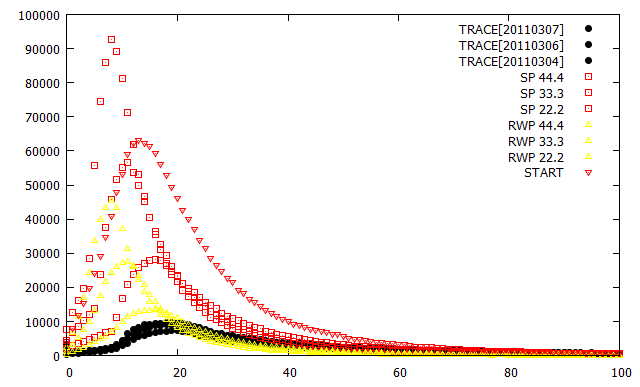 100000
90000
80000
70000
60000
50000
40000
30000
20000
10000
0
0 20 40 60 80 100
TRACE[20110307]
TRACE[20110306]
TRACE[20110304]
SP 44.4
SP 33.3
SP 22.2
RWP 44.4
RWP 33.3
RWP 22.2
START